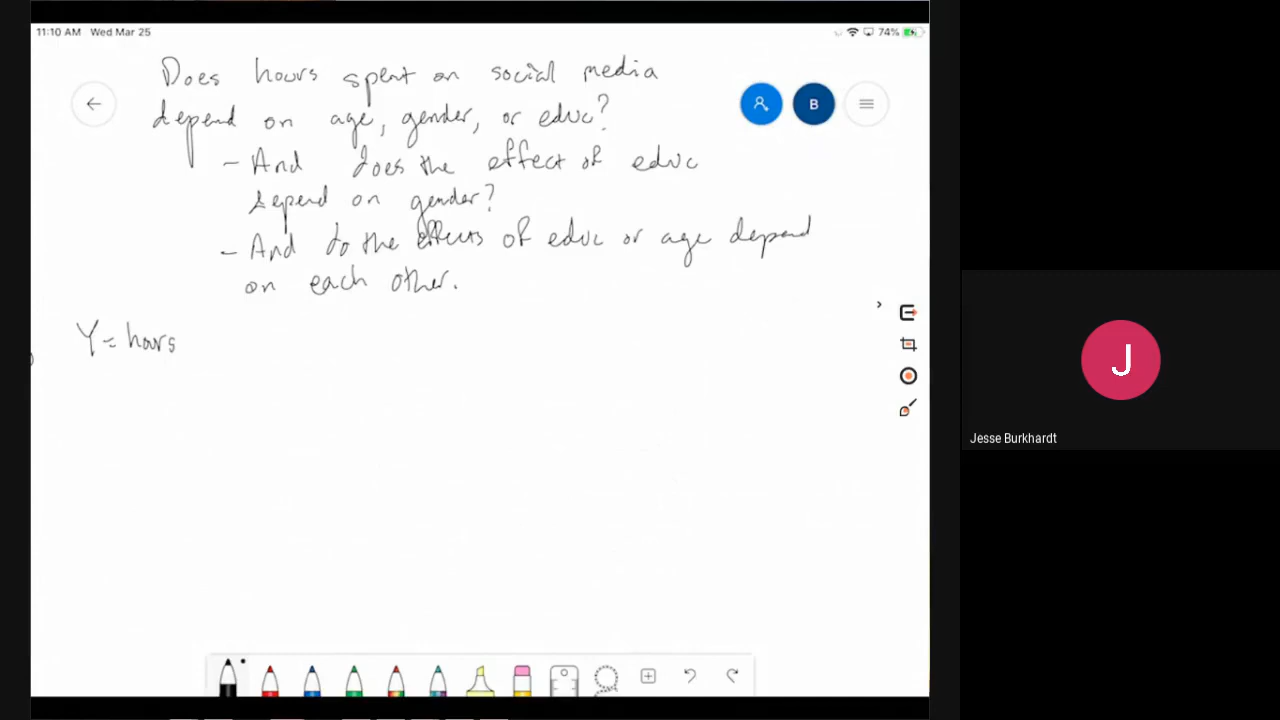 11:10 AM Wed Mar 25
74%
Does hours spent on social media
depend on age, gender, or educ?
B
- And does the effect of educ
depend on gender?
- And do the effects of educ or age depend
on each other.
Y = hours
J
Jesse Burkhardt